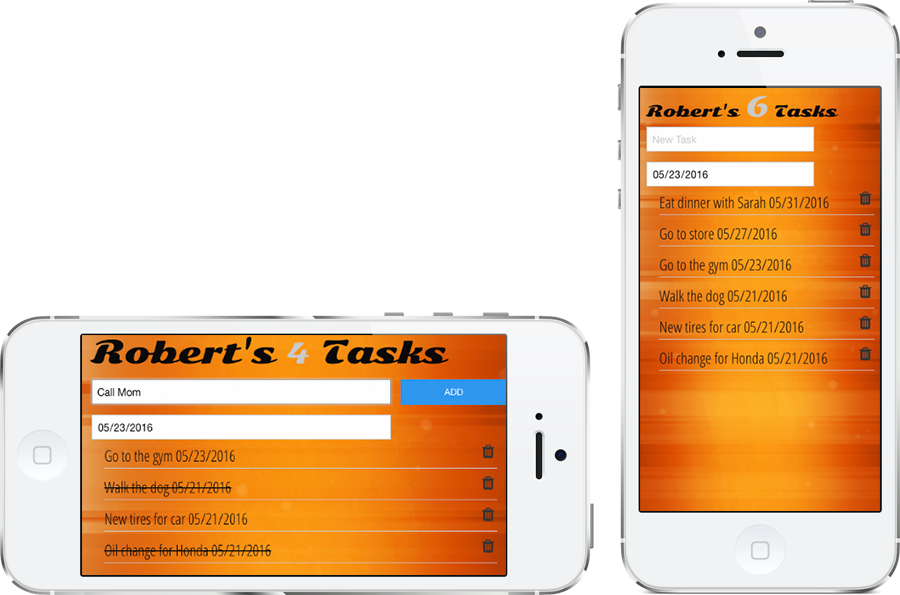 Robert's 4 Tasks
Call Mom
ADD
05/23/2016
Go to the gym 05/23/2016
Walk the dog 05/21/2016
New tires for car 05/21/2016
Oil change for Honda 05/21/2016
Robert's 6 Tasks
New Task
05/23/2016
Eat dinner with Sarah 05/31/2016
Go to store 05/27/2016
Go to the gym 05/23/2016
Walk the dog 05/21/2016
New tires for car 05/21/2016
Oil change for Honda 05/21/2016